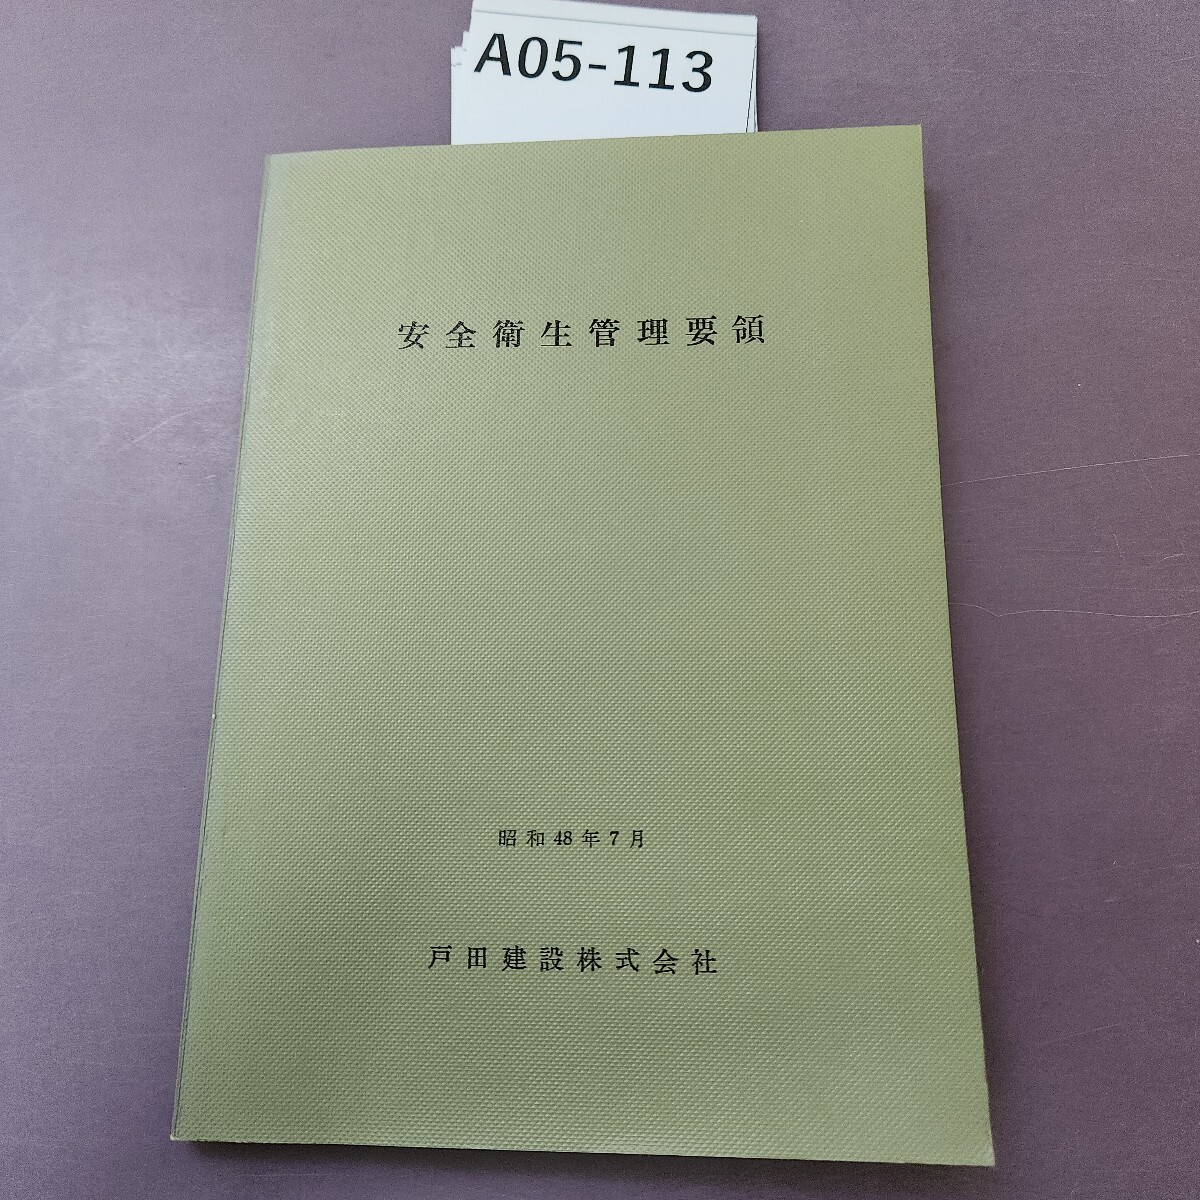 A05-113
安全衛生管理要領
昭和48年7月
戸田建設株式会社